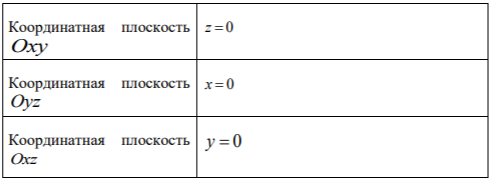 Координатная плоскость z = 0
Oxy
Координатная плоскость x = 0
Oyz
Координатная плоскость y = 0
Oxz